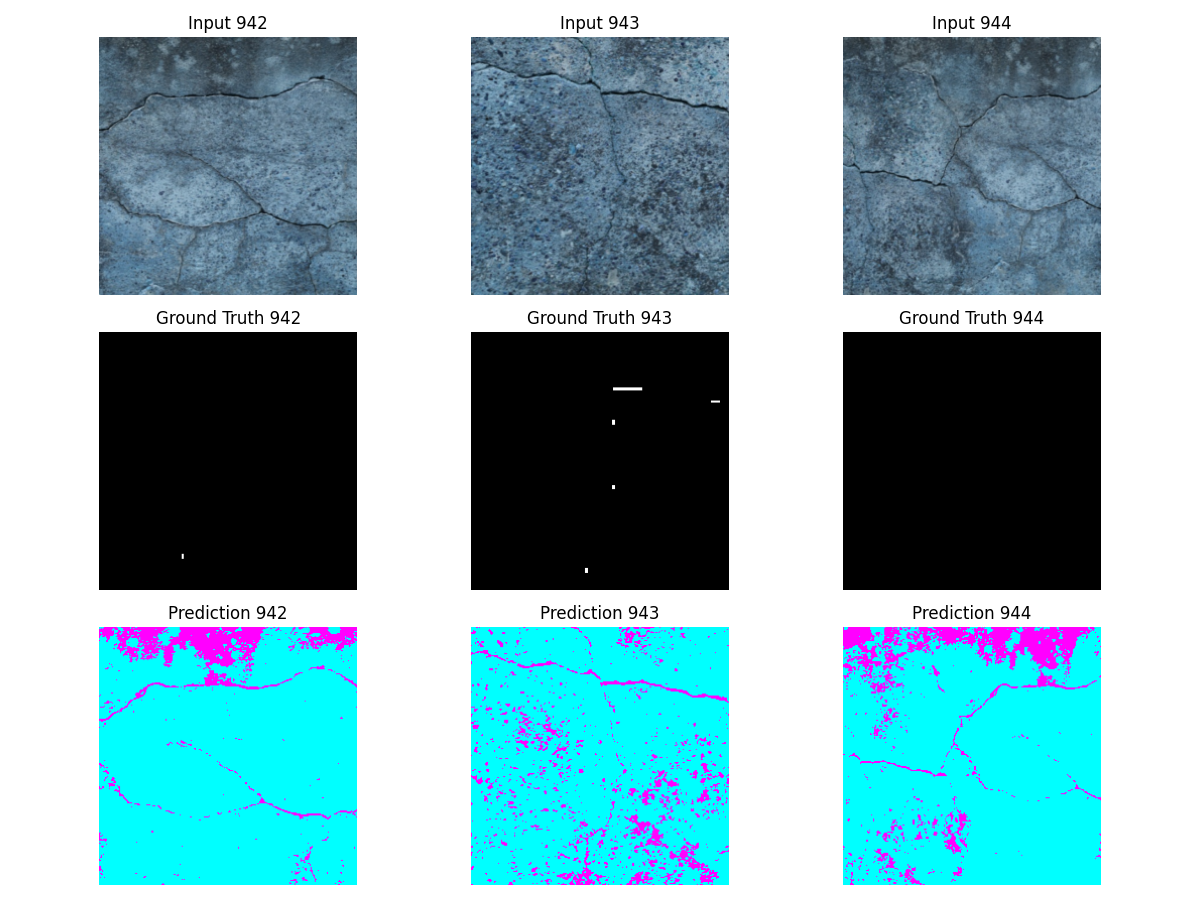 Input 942
Input 943
Input 944
Ground Truth 942
Ground Truth 943
Ground Truth 944
Prediction 942
Prediction 943
Prediction 944